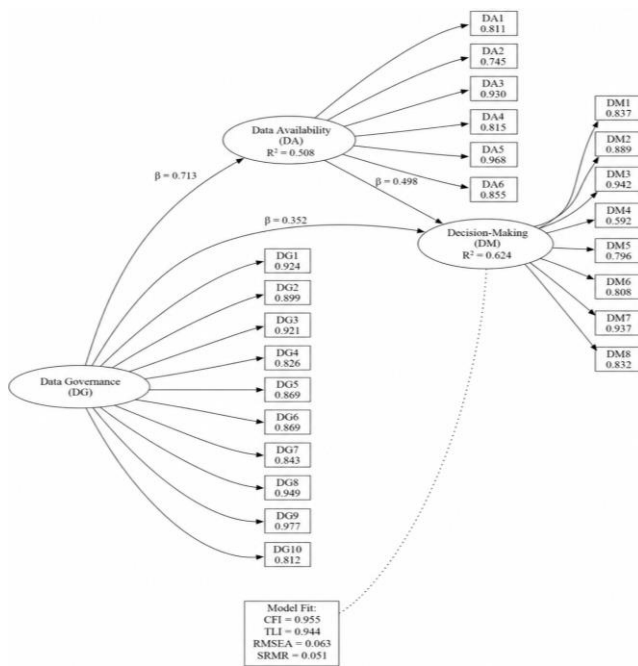 DA1
0.811
DA2
0.745
DA3
0.930
DA4
0.815
DA5
0.968
DA6
0.855
Data Availability
(DA)
R² = 0.508
β = 0.713
β = 0.498
β = 0.352
DM1
0.837
DM2
0.889
DM3
0.942
DM4
0.592
DM5
0.796
DM6
0.808
DM7
0.937
DM8
0.832
Decision-Making
(DM)
R² = 0.624
DG1
0.924
DG2
0.899
DG3
0.921
DG4
0.826
DG5
0.869
DG6
0.869
DG7
0.843
DG8
0.949
DG9
0.977
DG10
0.812
Data Governance
(DG)
Model Fit:
CFI = 0.955
TLI = 0.944
RMSEA = 0.063
SRMR = 0.051